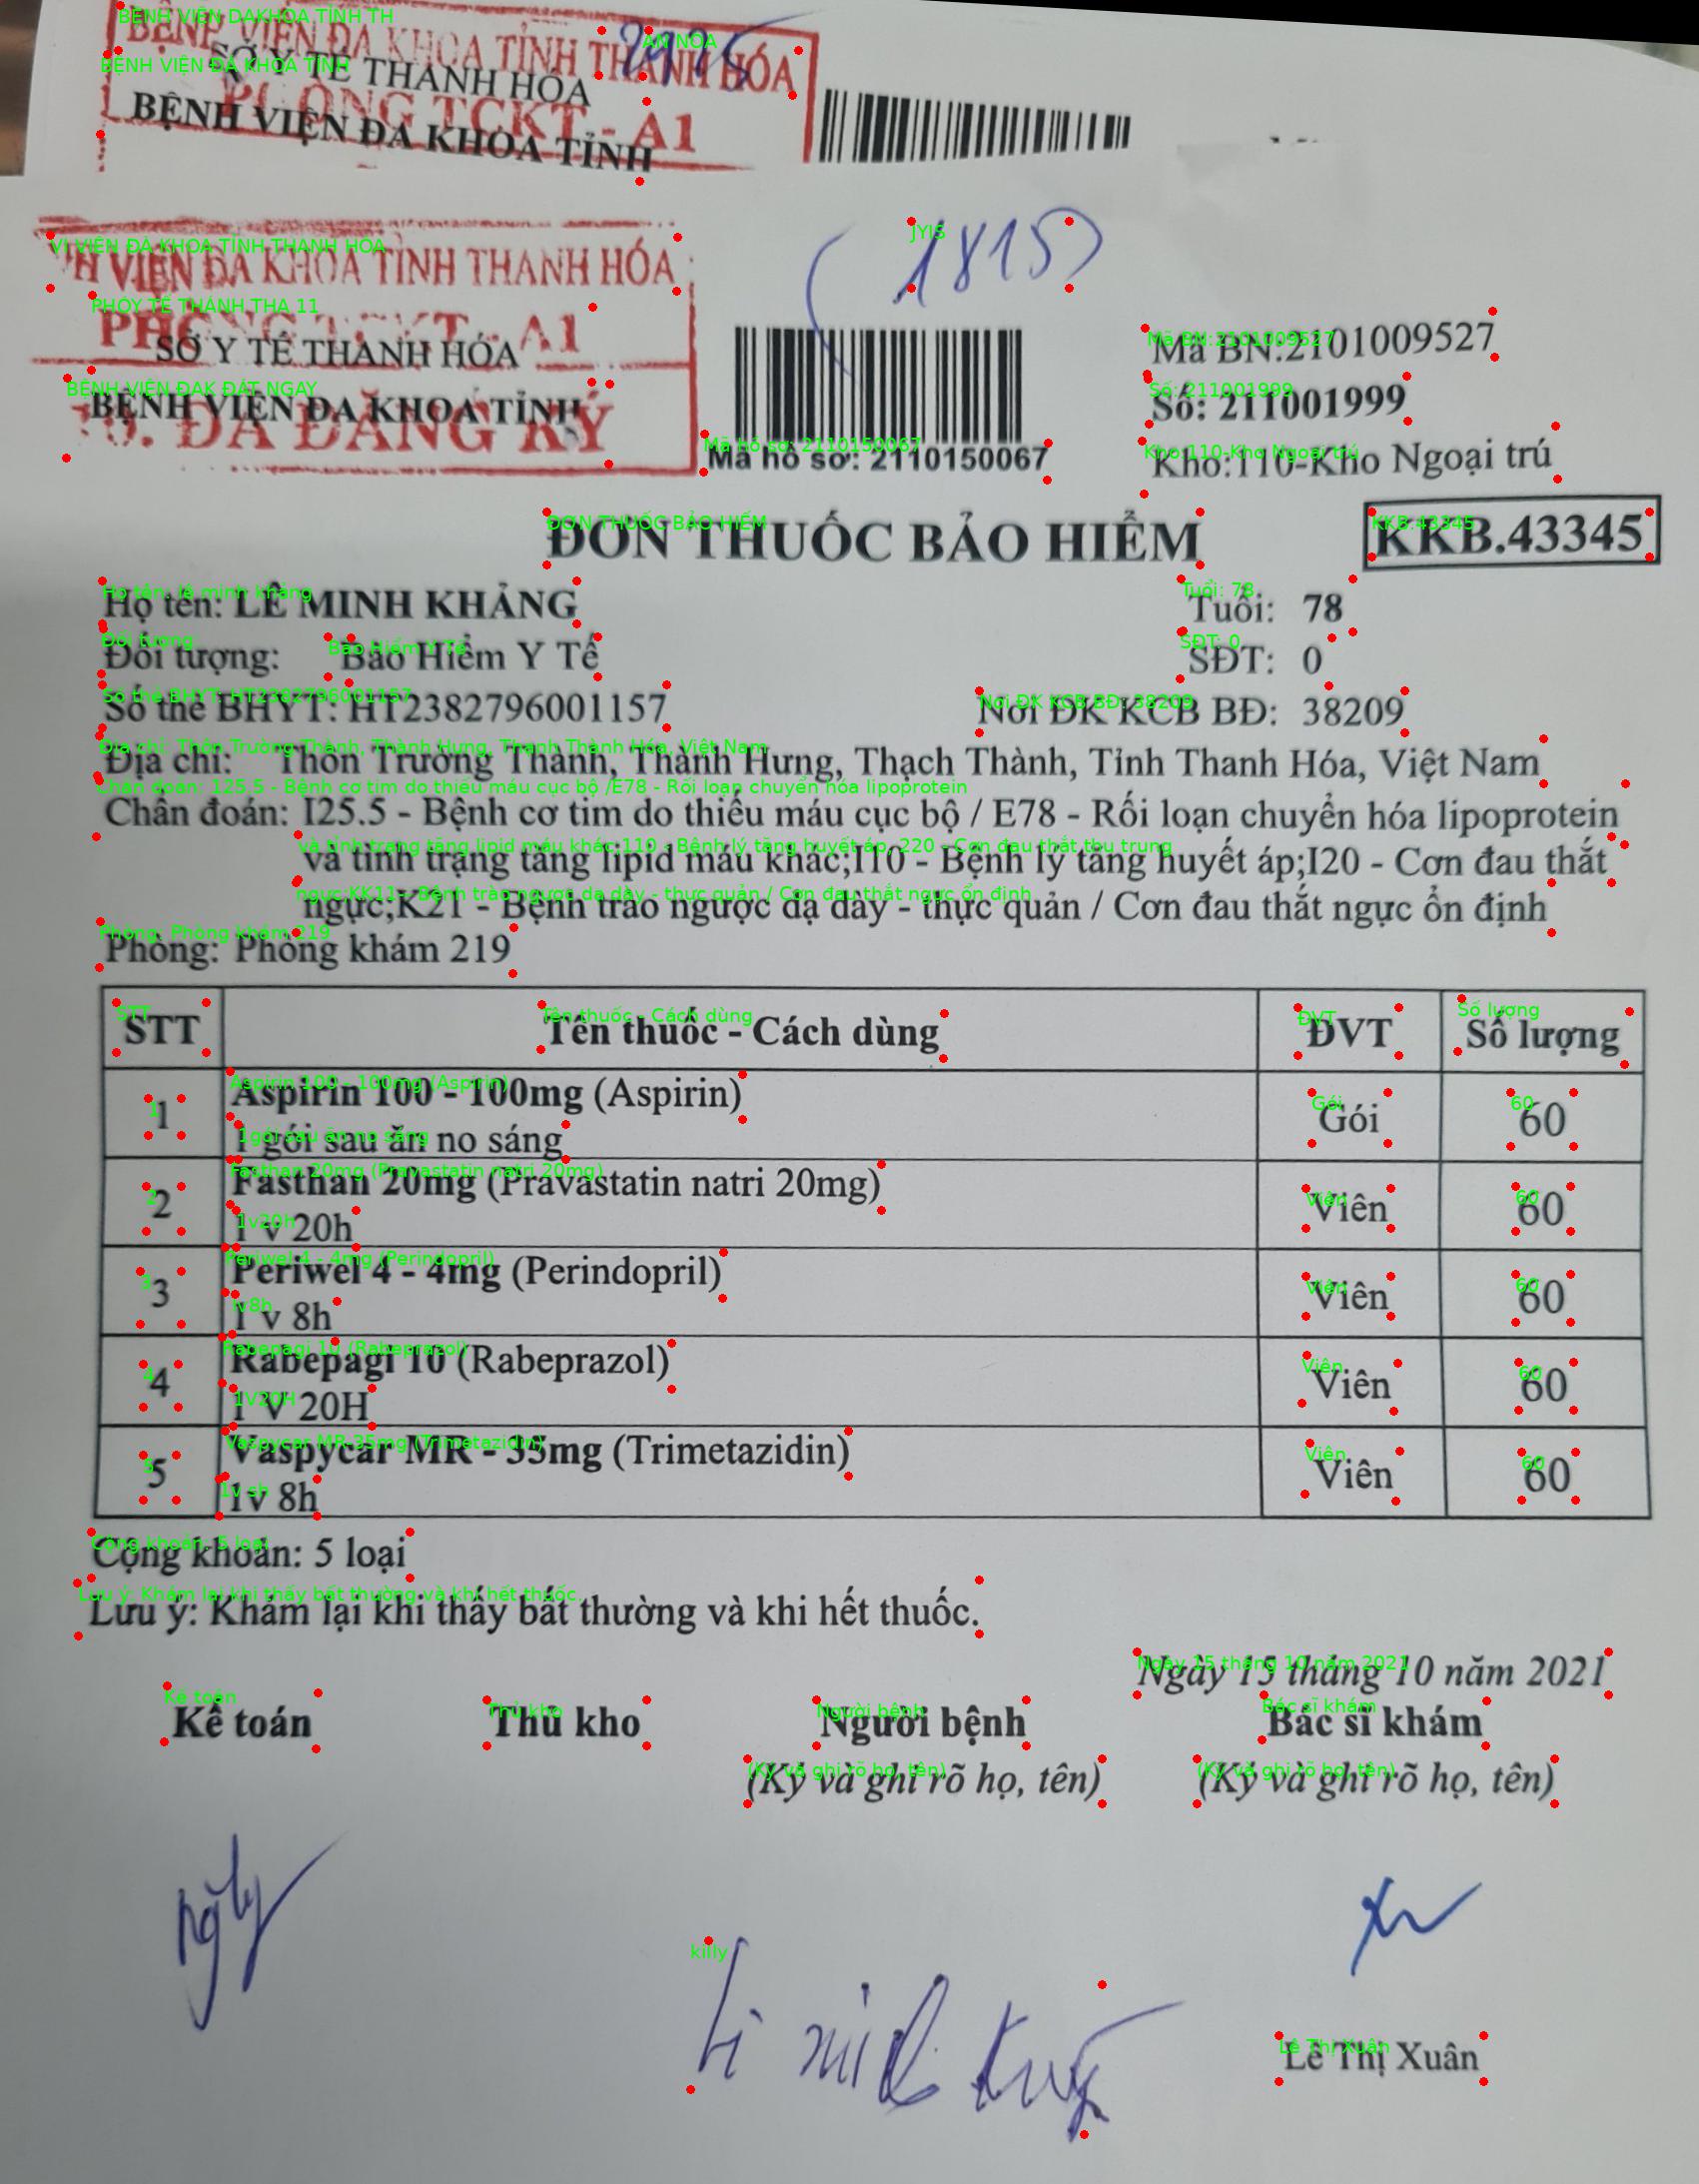 BỆNH VIỆN ĐA KHOA TỈNH THANH HÓA
SỞ Y TẾ THANH HÓA
PHÒNG TCKT - A1
BỆNH VIỆN ĐA KHOA TỈNH
VIỆN ĐA KHOA TỈNH THANH HÓA
(1815)
PHÒNG TCKT - A1
SỞ Y TẾ THANH HÓA
Mã BN:2101009527
BỆNH VIỆN ĐA KHOA TỈNH
Số: 211001999
ĐÃ ĐĂNG KÝ
Mã hồ sơ: 2110150067
Kho:110-Kho Ngoại trú
ĐƠN THUỐC BẢO HIỂM
KKB.43345
Họ tên: LÊ MINH KHẢNG Tuổi: 78
Đối tượng: Bảo Hiểm Y Tế SĐT: 0
Số thẻ BHYT: HT2382796001157 Nơi ĐK KCB BĐ: 38209
Địa chỉ: Thôn Trường Thành, Thành Hưng, Thạch Thành, Tỉnh Thanh Hóa, Việt Nam
Chẩn đoán: I25.5 - Bệnh cơ tim do thiếu máu cục bộ / E78 - Rối loạn chuyển hóa lipoprotein
và tình trạng tăng lipid máu khác;I10 - Bệnh lý tăng huyết áp;I20 - Cơn đau thắt
ngực;K21 - Bệnh trào ngược dạ dày - thực quản / Cơn đau thắt ngực ổn định
Phòng: Phòng khám 219
STT Tên thuốc - Cách dùng ĐVT Số lượng
1 Aspirin 100 - 100mg (Aspirin) Gói 60
1 gói sau ăn no sáng
2 Fasthan 20mg (Pravastatin natri 20mg) Viên 60
1 v 20h
3 Periwel 4 - 4mg (Perindopril) Viên 60
1 v 8h
4 Rabepagi 10 (Rabeprazol) Viên 60
1 V 20H
5 Vaspycar MR - 35mg (Trimetazidin) Viên 60
1v 8h
Cộng khoản: 5 loại
Lưu ý: Khám lại khi thấy bất thường và khi hết thuốc.
Ngày 15 tháng 10 năm 2021
Kế toán Thủ kho Người bệnh Bác sĩ khám
(Ký và ghi rõ họ, tên) (Ký và ghi rõ họ, tên)
Lê Thị Xuân